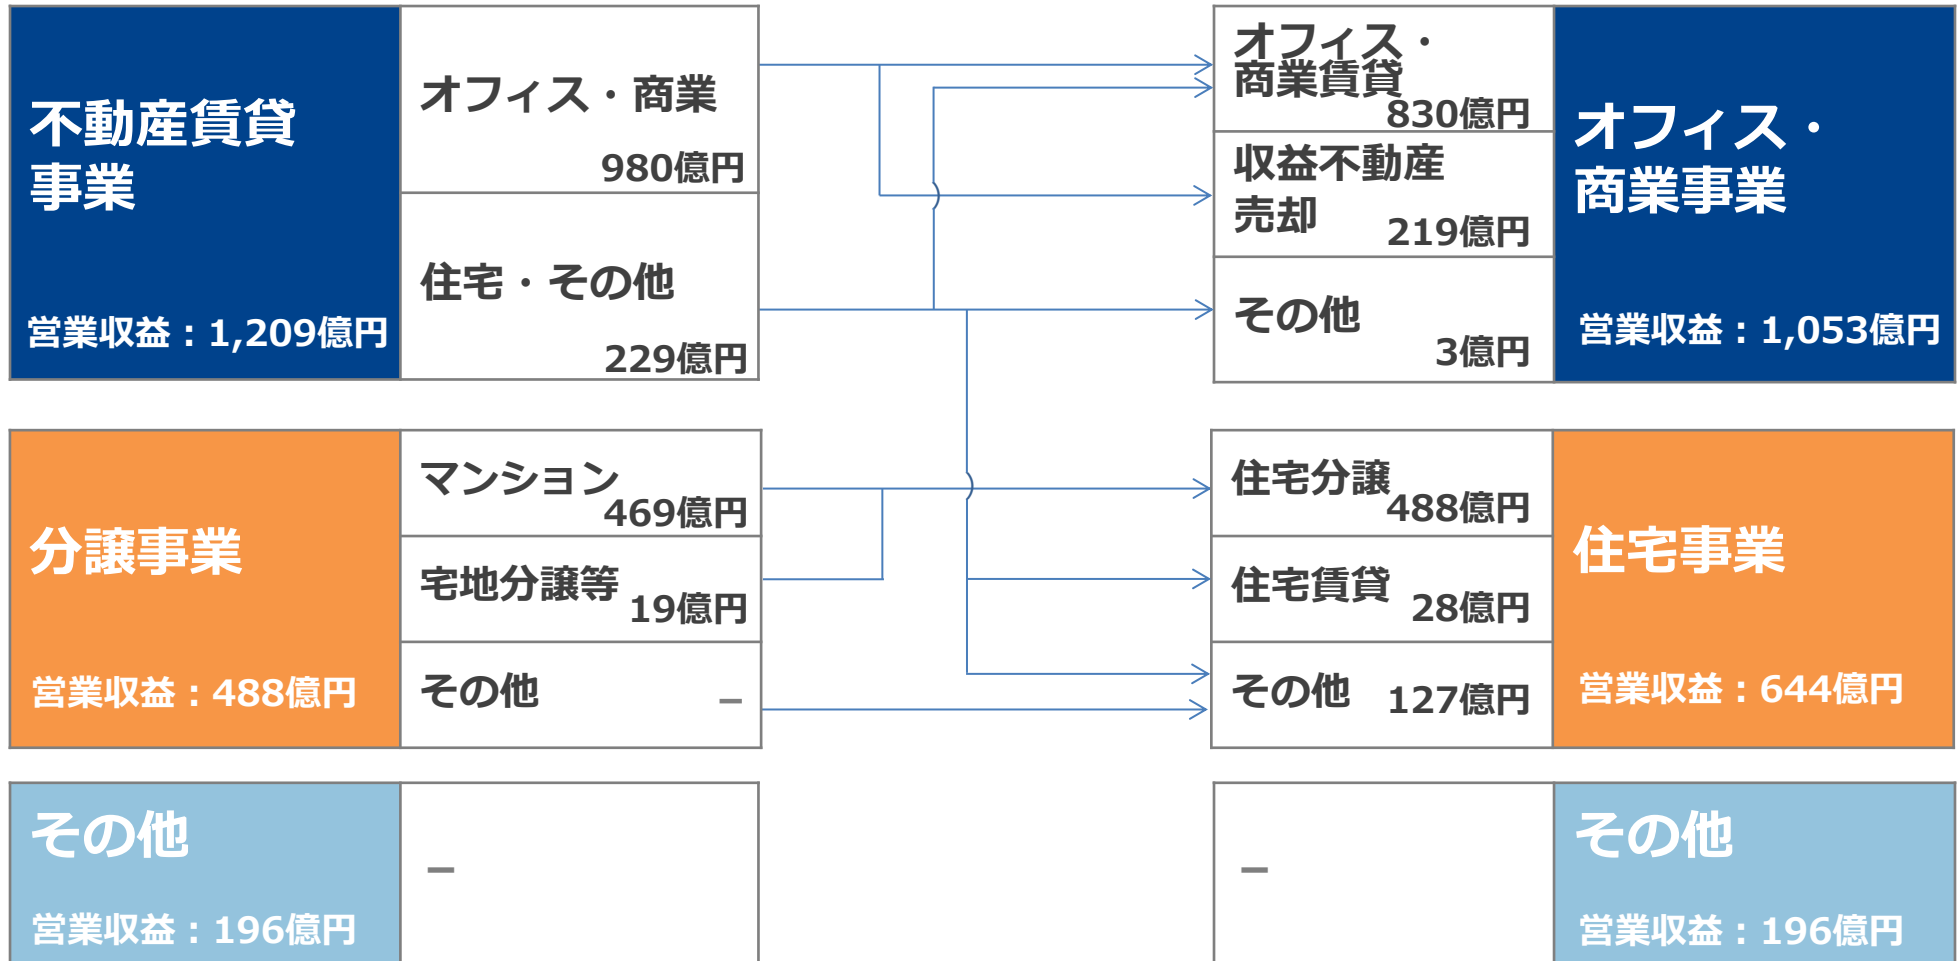 不動産賃貸
事業
営業収益：1,209億円
オフィス・商業
980億円
住宅・その他
229億円
オフィス・
商業賃貸
830億円
収益不動産
売却
219億円
その他
3億円
オフィス・
商業事業
営業収益：1,053億円
分譲事業
営業収益：488億円
マンション
469億円
宅地分譲等
19億円
その他
–
住宅分譲
488億円
住宅賃貸
28億円
その他
127億円
住宅事業
営業収益：644億円
その他
営業収益：196億円
–
–
その他
営業収益：196億円